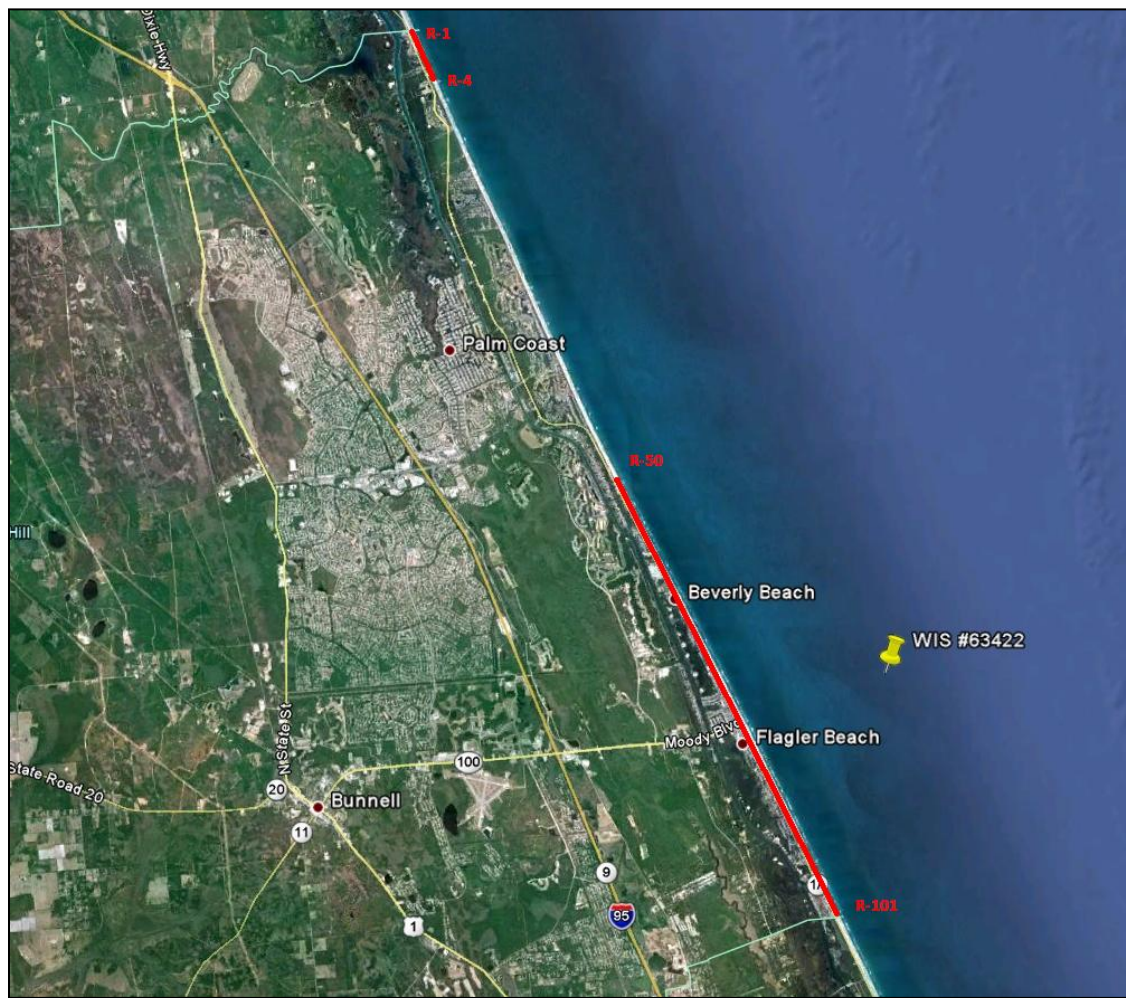 Dixie Hwy
R-1
R-4
Palm Coast
R-50
Hill
Beverly Beach
WIS #63422
N State St
Moody Blvd
Flagler Beach
100
State Road 20
20
Bunnell
11
9
1
R-101
95
1